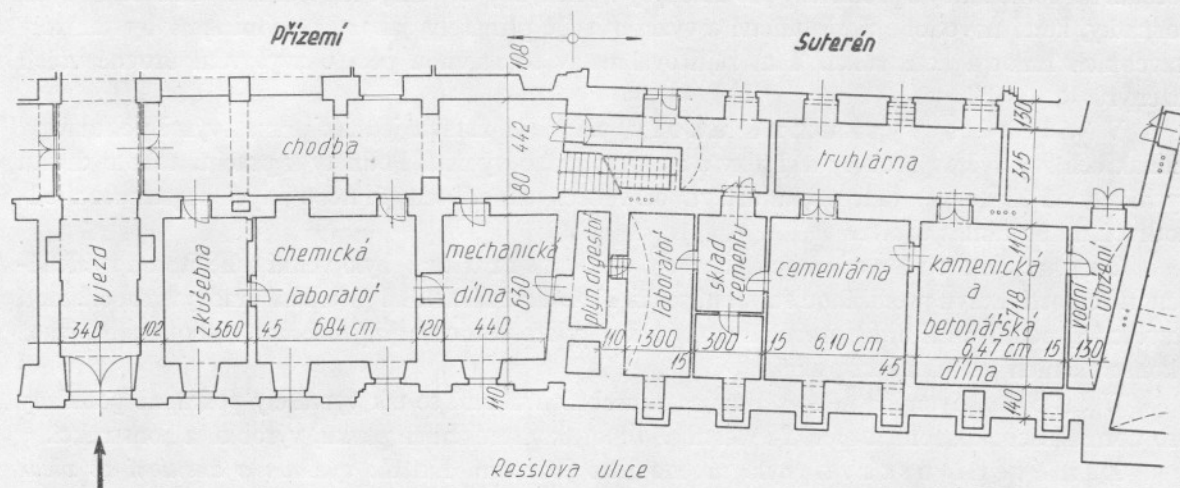 Přízemí
Suterén
108
442
80
630
110
chodba
truhlárna
130
315
110
718
140
vjezd
zkušebna
chemická
laboratoř
mechanická
dílna
plyn digestoř
laboratoř
sklad
cementu
cementárna
kamenická
a
betonářská
dílna
vodní
uložení
340
102
360
45
684 cm
120
4.40
110
300
15
300
15
6.10 cm
45
6.47 cm
15
130
Resslova ulice